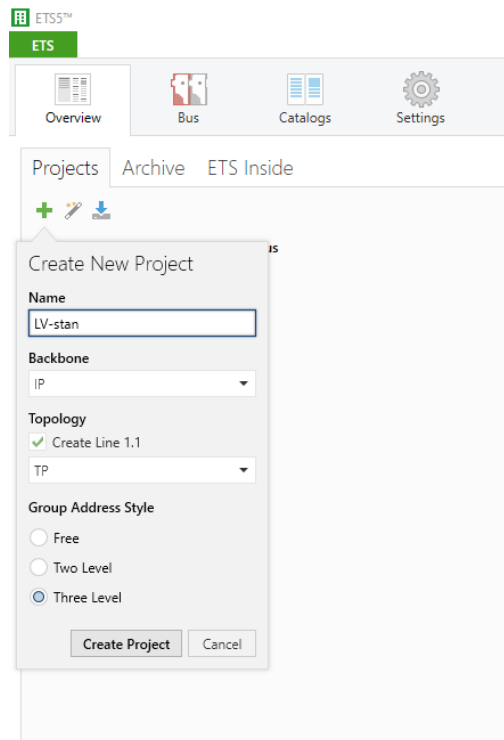 ETS5™
ETS
Overview
Bus
Catalogs
Settings
Projects
Archive
ETS Inside
Create New Project
Name
LV-stan
Backbone
IP
Topology
Create Line 1.1
TP
Group Address Style
Free
Two Level
Three Level
Create Project
Cancel